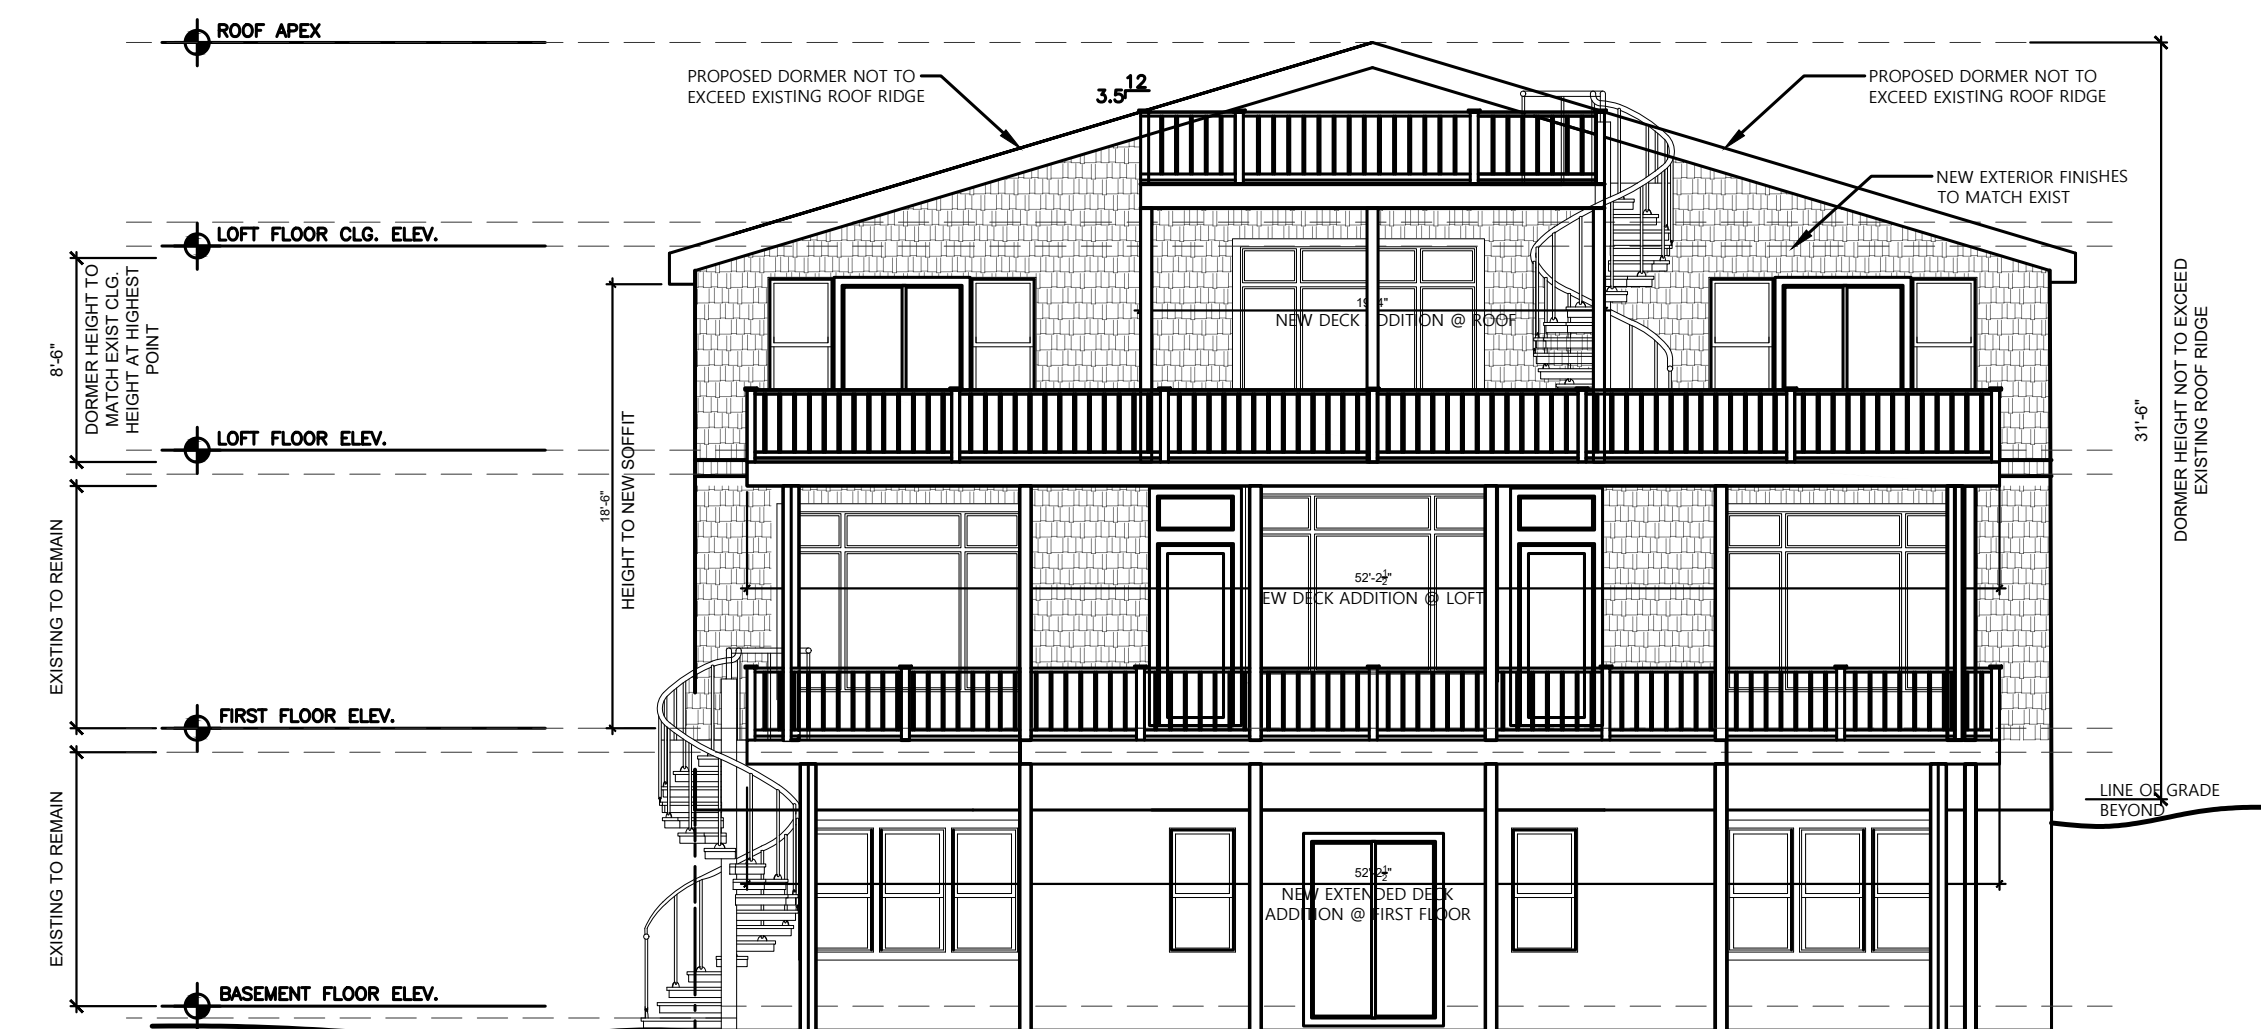 ROOF APEX
PROPOSED DORMER NOT TO
EXCEED EXISTING ROOF RIDGE
12
3.5
PROPOSED DORMER NOT TO
EXCEED EXISTING ROOF RIDGE
NEW EXTERIOR FINISHES
TO MATCH EXIST
LOFT FLOOR CLG. ELEV.
8'-6"
DORMER HEIGHT TO
MATCH EXIST CLG.
HEIGHT AT HIGHEST
POINT
19'-4"
NEW DECK ADDITION @ ROOF
LOFT FLOOR ELEV.
18'-6"
HEIGHT TO NEW SOFFIT
31'-6"
DORMER HEIGHT NOT TO EXCEED
EXISTING ROOF RIDGE
EXISTING TO REMAIN
52'-2½"
EW DECK ADDITION @ LOFT
FIRST FLOOR ELEV.
EXISTING TO REMAIN
LINE OF GRADE
BEYOND
52'-2½"
NEW EXTENDED DECK
ADDITION @ FIRST FLOOR
BASEMENT FLOOR ELEV.